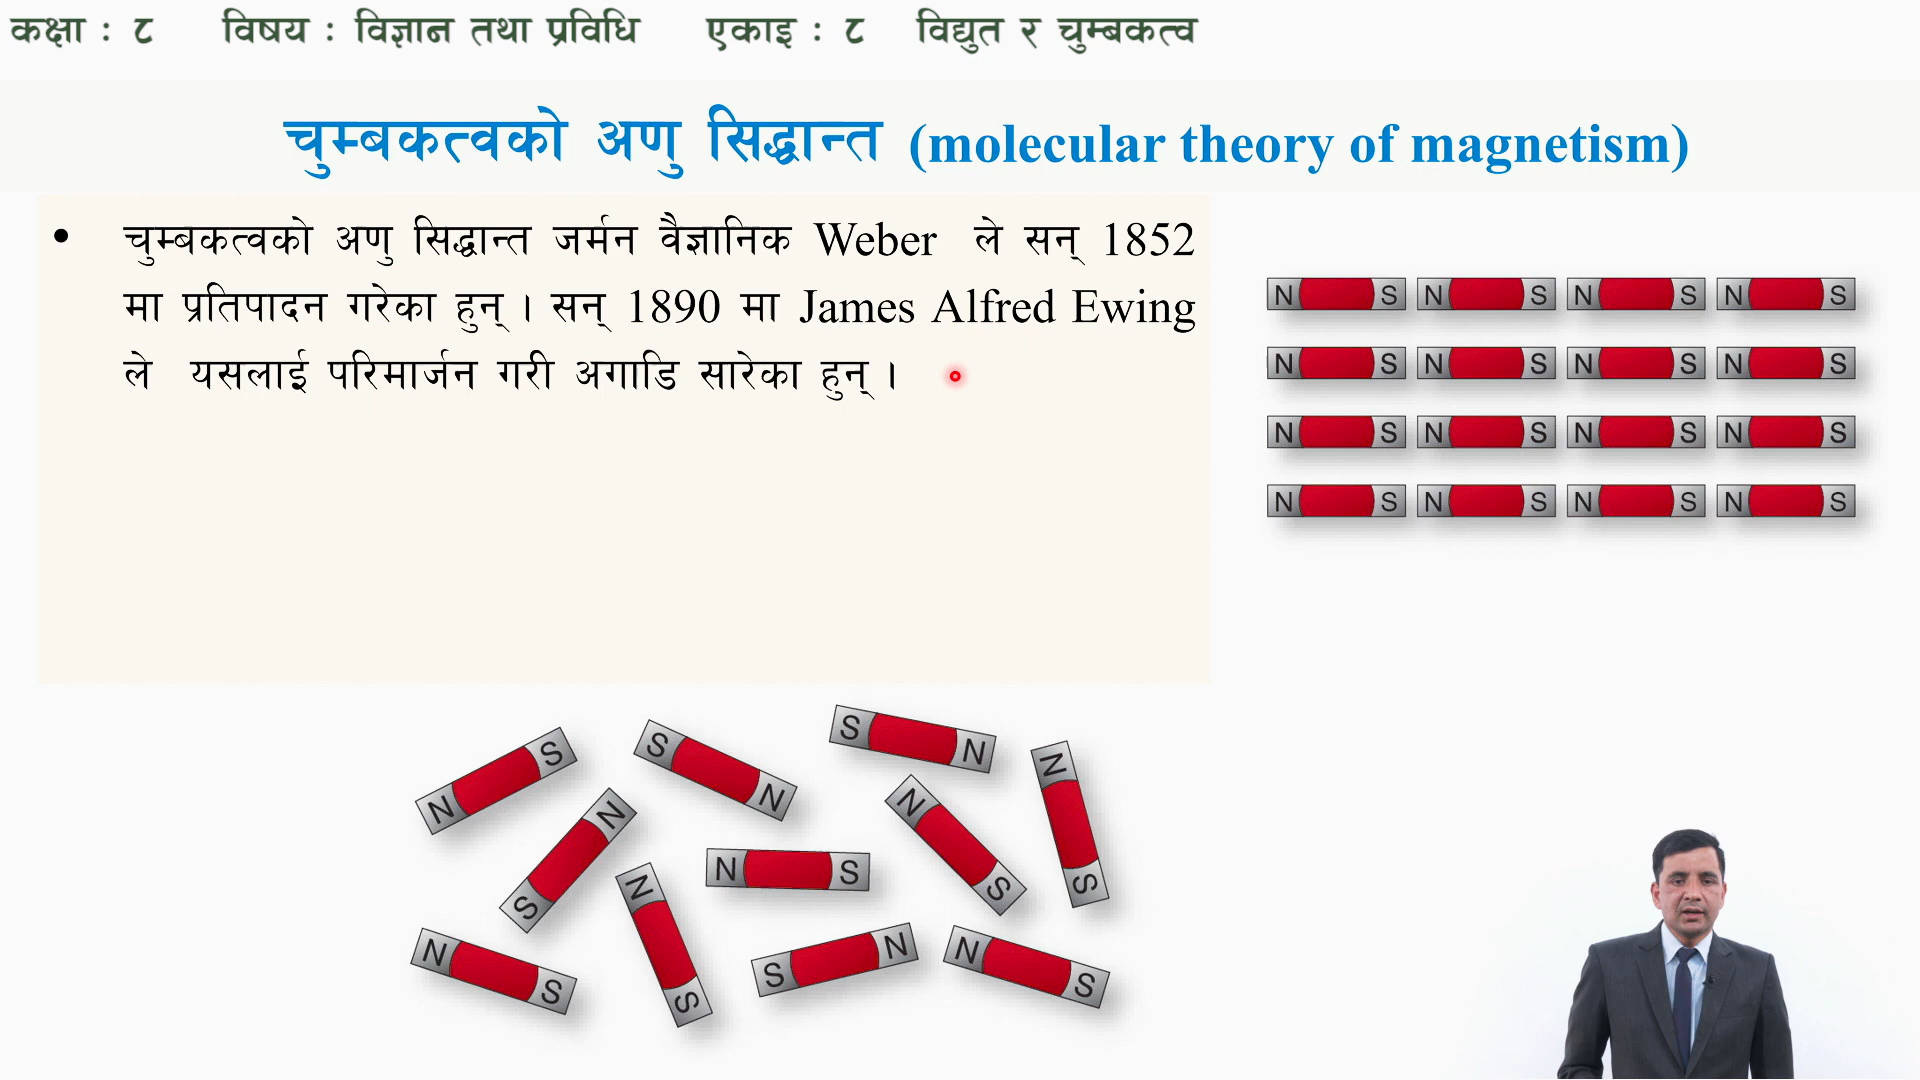 कक्षा : ८ विषय : विज्ञान तथा प्रविधि एकाइ : ८ विद्युत र चुम्बकत्व
चुम्बकत्वको अणु सिद्धान्त (molecular theory of magnetism)
• चुम्बकत्वको अणु सिद्धान्त जर्मन वैज्ञानिक Weber ले सन् 1852
मा प्रतिपादन गरेका हुन् । सन् 1890 मा James Alfred Ewing
ले यसलाई परिमार्जन गरी अगाडि सारेका हुन् ।
N S N S N S N S
N S N S N S N S
N S N S N S N S
N S N S N S N S
N S
S N
S N
N S
N S
N S
N S
N S
N S
S N
N S